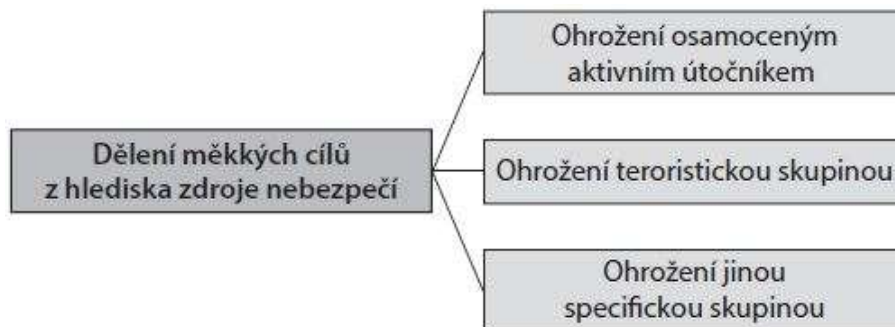 Ohrožení osamoceným
aktivním útočníkem
Dělení měkkých cílů
z hlediska zdroje nebezpečí
Ohrožení teroristickou skupinou
Ohrožení jinou
specifickou skupinou